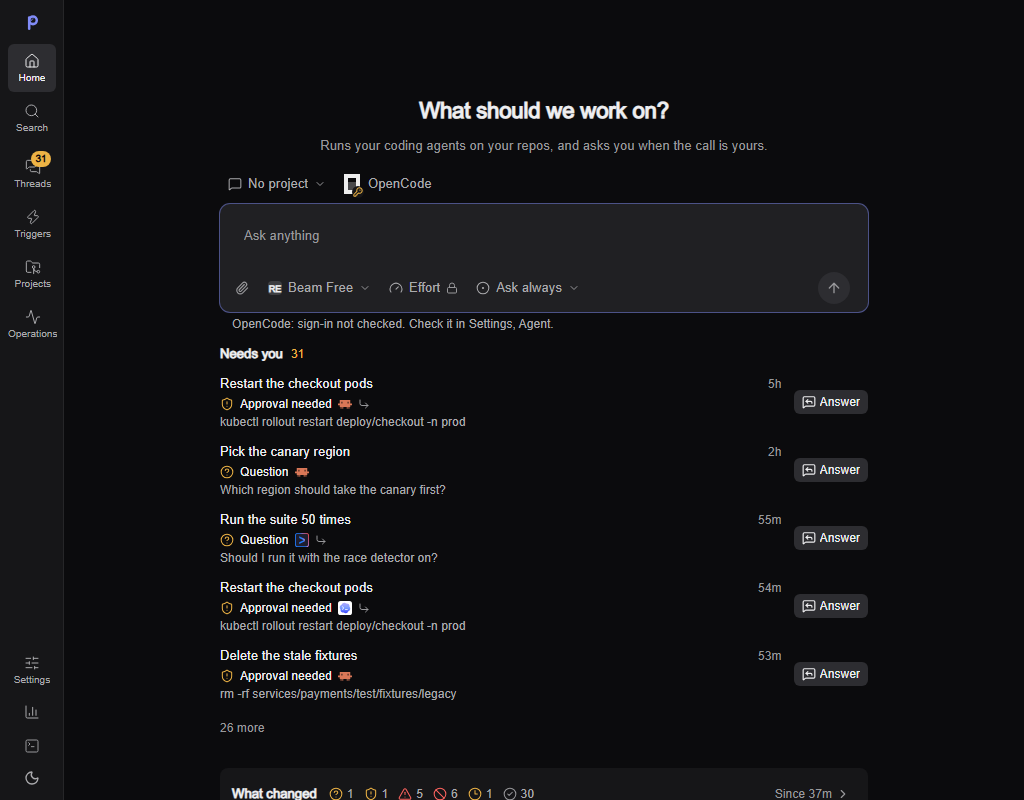 Home
Search
31
Threads
Triggers
Projects
Operations
Settings
What should we work on?
Runs your coding agents on your repos, and asks you when the call is yours.
No project
OpenCode
Ask anything
RE Beam Free
Effort
Ask always
OpenCode: sign-in not checked. Check it in Settings, Agent.
Needs you 31
Restart the checkout pods 5h
Approval needed
Answer
kubectl rollout restart deploy/checkout -n prod
Pick the canary region 2h
Question
Answer
Which region should take the canary first?
Run the suite 50 times 55m
Question
Answer
Should I run it with the race detector on?
Restart the checkout pods 54m
Approval needed
Answer
kubectl rollout restart deploy/checkout -n prod
Delete the stale fixtures 53m
Approval needed
Answer
rm -rf services/payments/test/fixtures/legacy
26 more
What changed 1 1 5 6 1 30 Since 37m